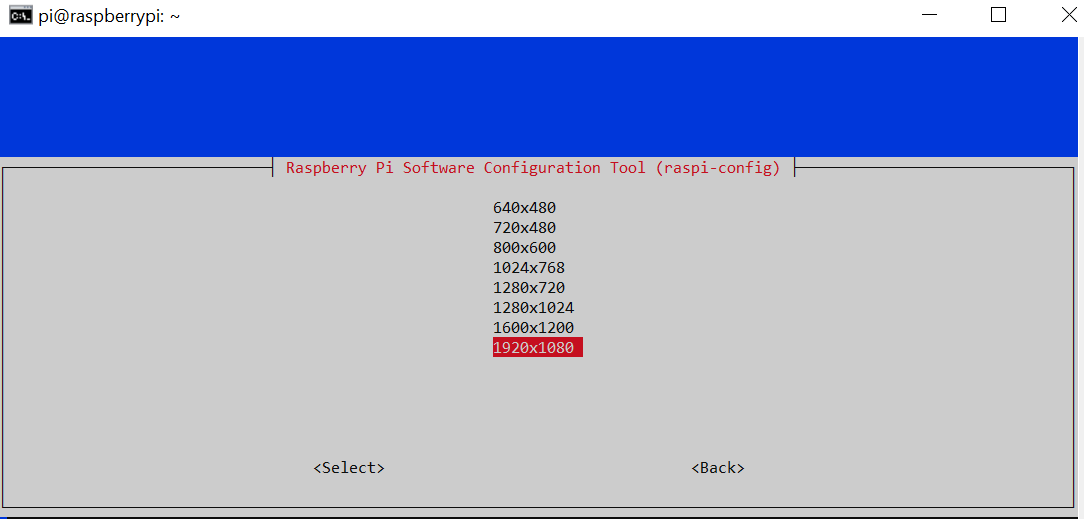 pi@raspberrypi: ~
Raspberry Pi Software Configuration Tool (raspi-config)
640x480
720x480
800x600
1024x768
1280x720
1280x1024
1600x1200
1920x1080
<Select> <Back>